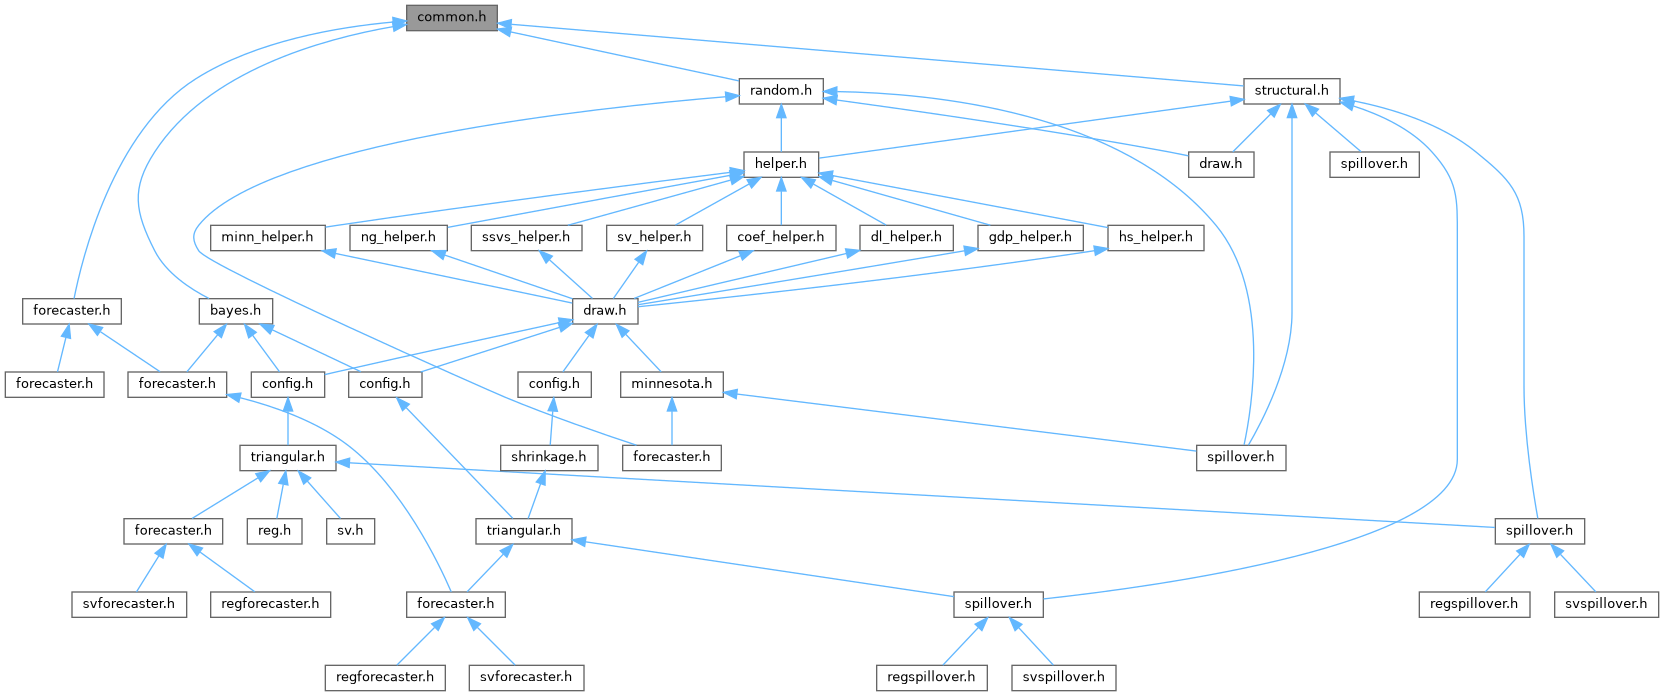 common.h
random.h
structural.h
helper.h
draw.h
spillover.h
minn_helper.h
ng_helper.h
ssvs_helper.h
sv_helper.h
coef_helper.h
dl_helper.h
gdp_helper.h
hs_helper.h
forecaster.h
bayes.h
draw.h
forecaster.h
forecaster.h
config.h
config.h
config.h
minnesota.h
triangular.h
shrinkage.h
forecaster.h
spillover.h
forecaster.h
reg.h
sv.h
triangular.h
spillover.h
svforecaster.h
regforecaster.h
forecaster.h
spillover.h
regspillover.h
svspillover.h
regforecaster.h
svforecaster.h
regspillover.h
svspillover.h